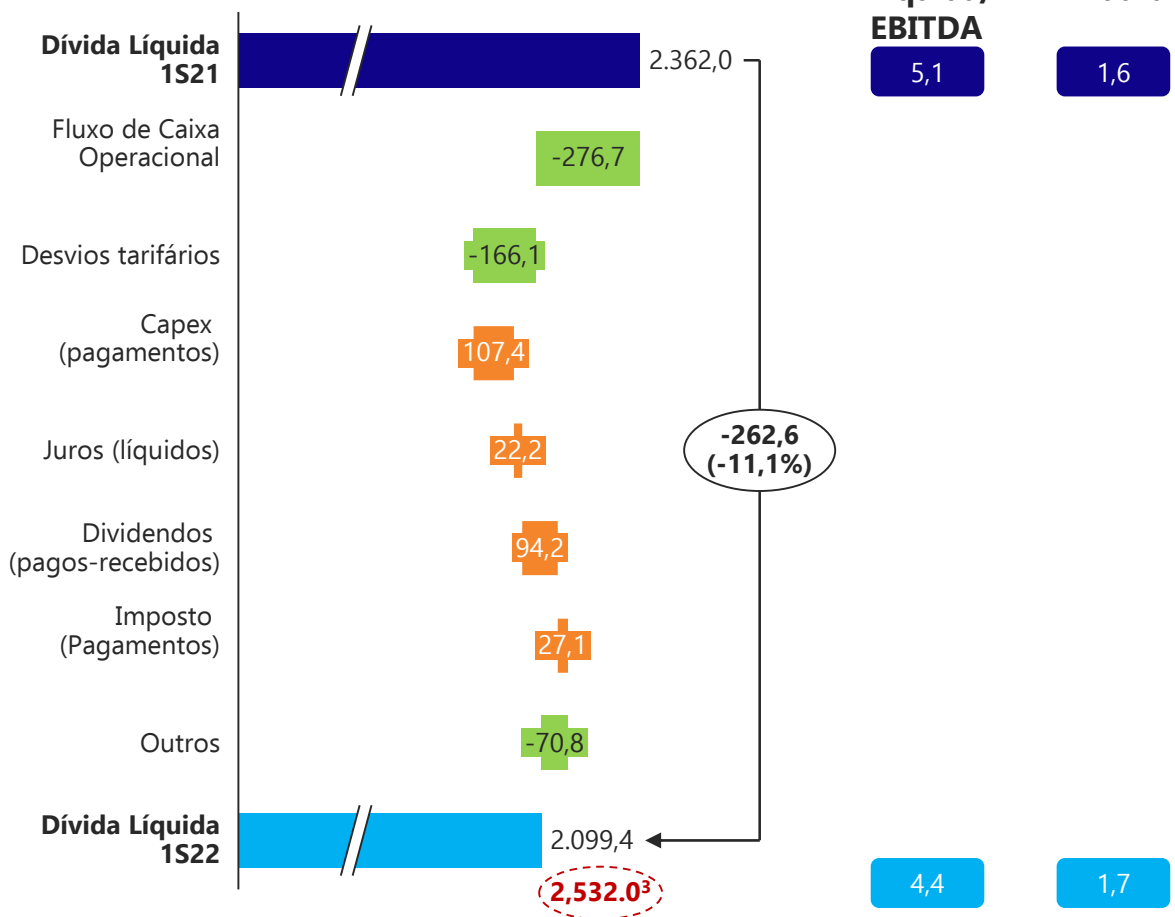 EBITDA
Dívida Líquida
1S21
2.362,0
5,1
1,6
Fluxo de Caixa
Operacional
-276,7
Desvios tarifários
-166,1
Capex
(pagamentos)
107,4
Juros (líquidos)
22,2
-262,6
(-11,1%)
Dividendos
(pagos-recebidos)
94,2
Imposto
(Pagamentos)
27,1
Outros
-70,8
Dívida Líquida
1S22
2.099,4
2,532.0³
4,4
1,7